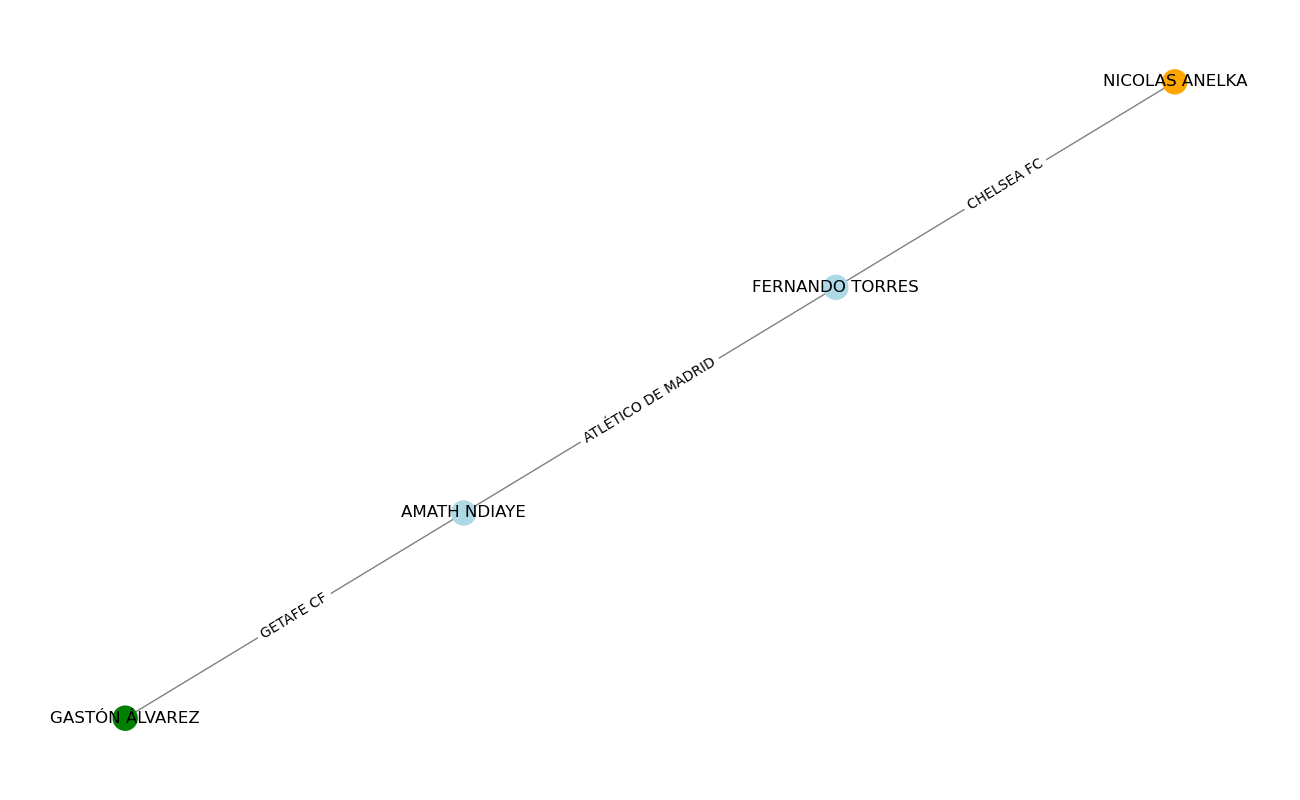 NICOLAS ANELKA
CHELSEA FC
FERNANDO TORRES
ATLÉTICO DE MADRID
AMATH NDIAYE
GETAFE CF
GASTÓN ÁLVAREZ